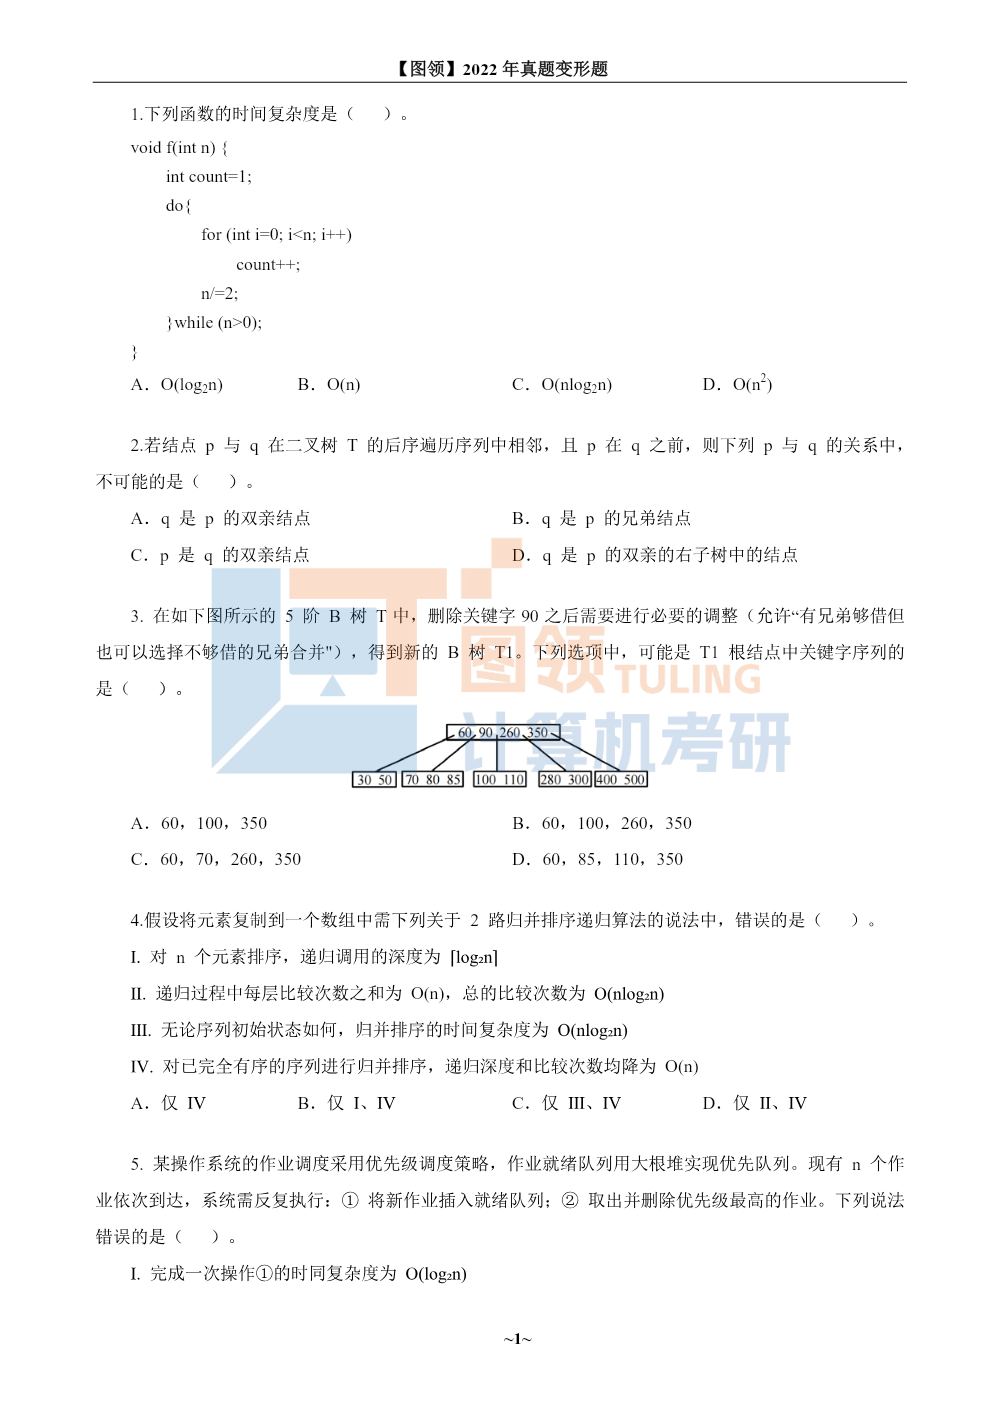 【图领】2022 年真题变形题
1.下列函数的时间复杂度是（　　）。
void f(int n) {
int count=1;
do{
for (int i=0; i<n; i++)
count++;
n/=2;
}while (n>0);
}
A．O(log₂n)　B．O(n)　C．O(nlog₂n)　D．O(n²)
2.若结点 p 与 q 在二叉树 T 的后序遍历序列中相邻，且 p 在 q 之前，则下列 p 与 q 的关系中，
不可能的是（　　）。
A．q 是 p 的双亲结点　B．q 是 p 的兄弟结点
C．p 是 q 的双亲结点　D．q 是 p 的双亲的右子树中的结点
3. 在如下图所示的 5 阶 B 树 T 中，删除关键字 90 之后需要进行必要的调整（允许“有兄弟够借但
也可以选择不够借的兄弟合并"），得到新的 B 树 T1。下列选项中，可能是 T1 根结点中关键字序列的
是（　　）。
图领 TULING
计算机考研
60 90 260 350
30 50 70 80 85 100 110 280 300 400 500
A．60，100，350　B．60，100，260，350
C．60，70，260，350　D．60，85，110，350
4.假设将元素复制到一个数组中需下列关于 2 路归并排序递归算法的说法中，错误的是（　　）。
I. 对 n 个元素排序，递归调用的深度为 ⌈log₂n⌉
II. 递归过程中每层比较次数之和为 O(n)，总的比较次数为 O(nlog₂n)
III. 无论序列初始状态如何，归并排序的时间复杂度为 O(nlog₂n)
IV. 对已完全有序的序列进行归并排序，递归深度和比较次数均降为 O(n)
A．仅 IV　B．仅 I、IV　C．仅 III、IV　D．仅 II、IV
5. 某操作系统的作业调度采用优先级调度策略，作业就绪队列用大根堆实现优先队列。现有 n 个作
业依次到达，系统需反复执行：① 将新作业插入就绪队列；② 取出并删除优先级最高的作业。下列说法
错误的是（　　）。
I. 完成一次操作①的时同复杂度为 O(log₂n)
~1~